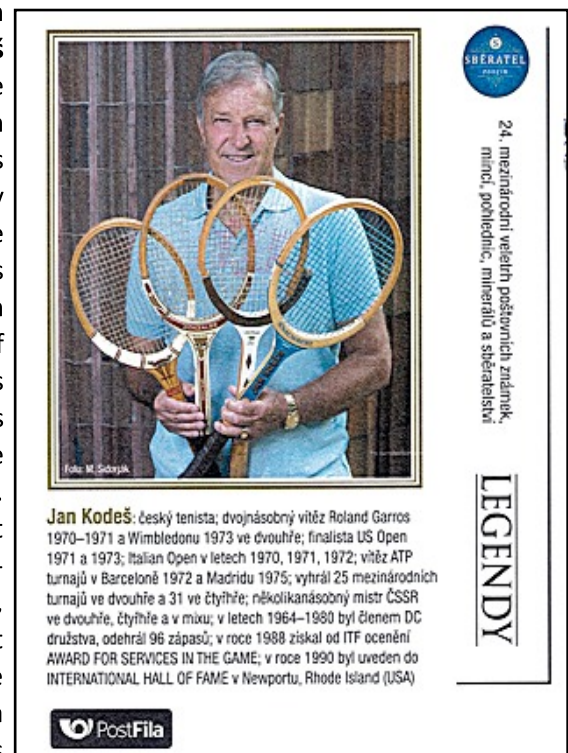 Foto: M. Sidorják
Jan Kodeš: český tenista; dvojnásobný vítěz Roland Garros
1970–1971 a Wimbledonu 1973 ve dvouhře; finalista US Open
1971 a 1973; Italian Open v letech 1970, 1971, 1972; vítěz ATP
turnajů v Barceloně 1972 a Madridu 1975; vyhrál 25 mezinárodních
turnajů ve dvouhře a 31 ve čtyřhře; několikanásobný mistr ČSSR
ve dvouhře, čtyřhře a v mixu; v letech 1964–1980 byl členem DC
družstva, odehrál 96 zápasů; v roce 1988 získal od ITF ocenění
AWARD FOR SERVICES IN THE GAME; v roce 1990 byl uveden do
INTERNATIONAL HALL OF FAME v Newportu, Rhode Island (USA)
PostFila
S
SBĚRATEL
24. mezinárodní veletrh poštovních známek,
mincí, pohlednic, minerálů a sběratelství
LEGENDY